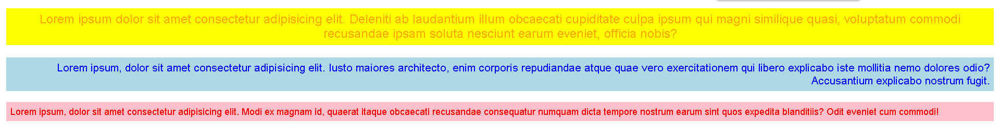 Lorem ipsum dolor sit amet consectetur adipisicing elit. Deleniti ab laudantium illum obcaecati cupiditate culpa ipsum qui magni similique quasi, voluptatum commodi
recusandae ipsam soluta nesciunt earum eveniet, officia nobis?
Lorem ipsum, dolor sit amet consectetur adipisicing elit. Iusto maiores architecto, enim corporis repudiandae atque quae vero exercitationem qui libero explicabo iste mollitia nemo dolores odio?
Accusantium explicabo nostrum fugit.
Lorem ipsum, dolor sit amet consectetur adipisicing elit. Modi ex magnam id, quaerat itaque obcaecati recusandae consequatur numquam dicta tempore nostrum earum sint quos expedita blanditiis? Odit eveniet cum commodi!